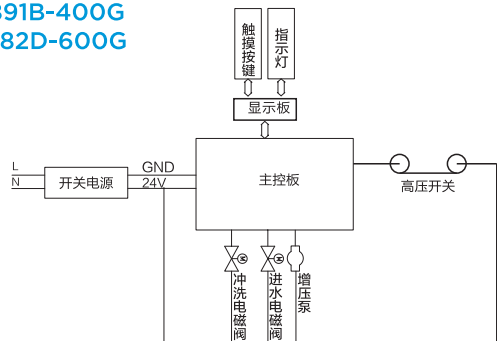 391B-400G
82D-600G
触摸按键
指示灯
显示板
L
N
开关电源
GND
24V
主控板
高压开关
冲洗电磁阀
进水电磁阀
增压泵